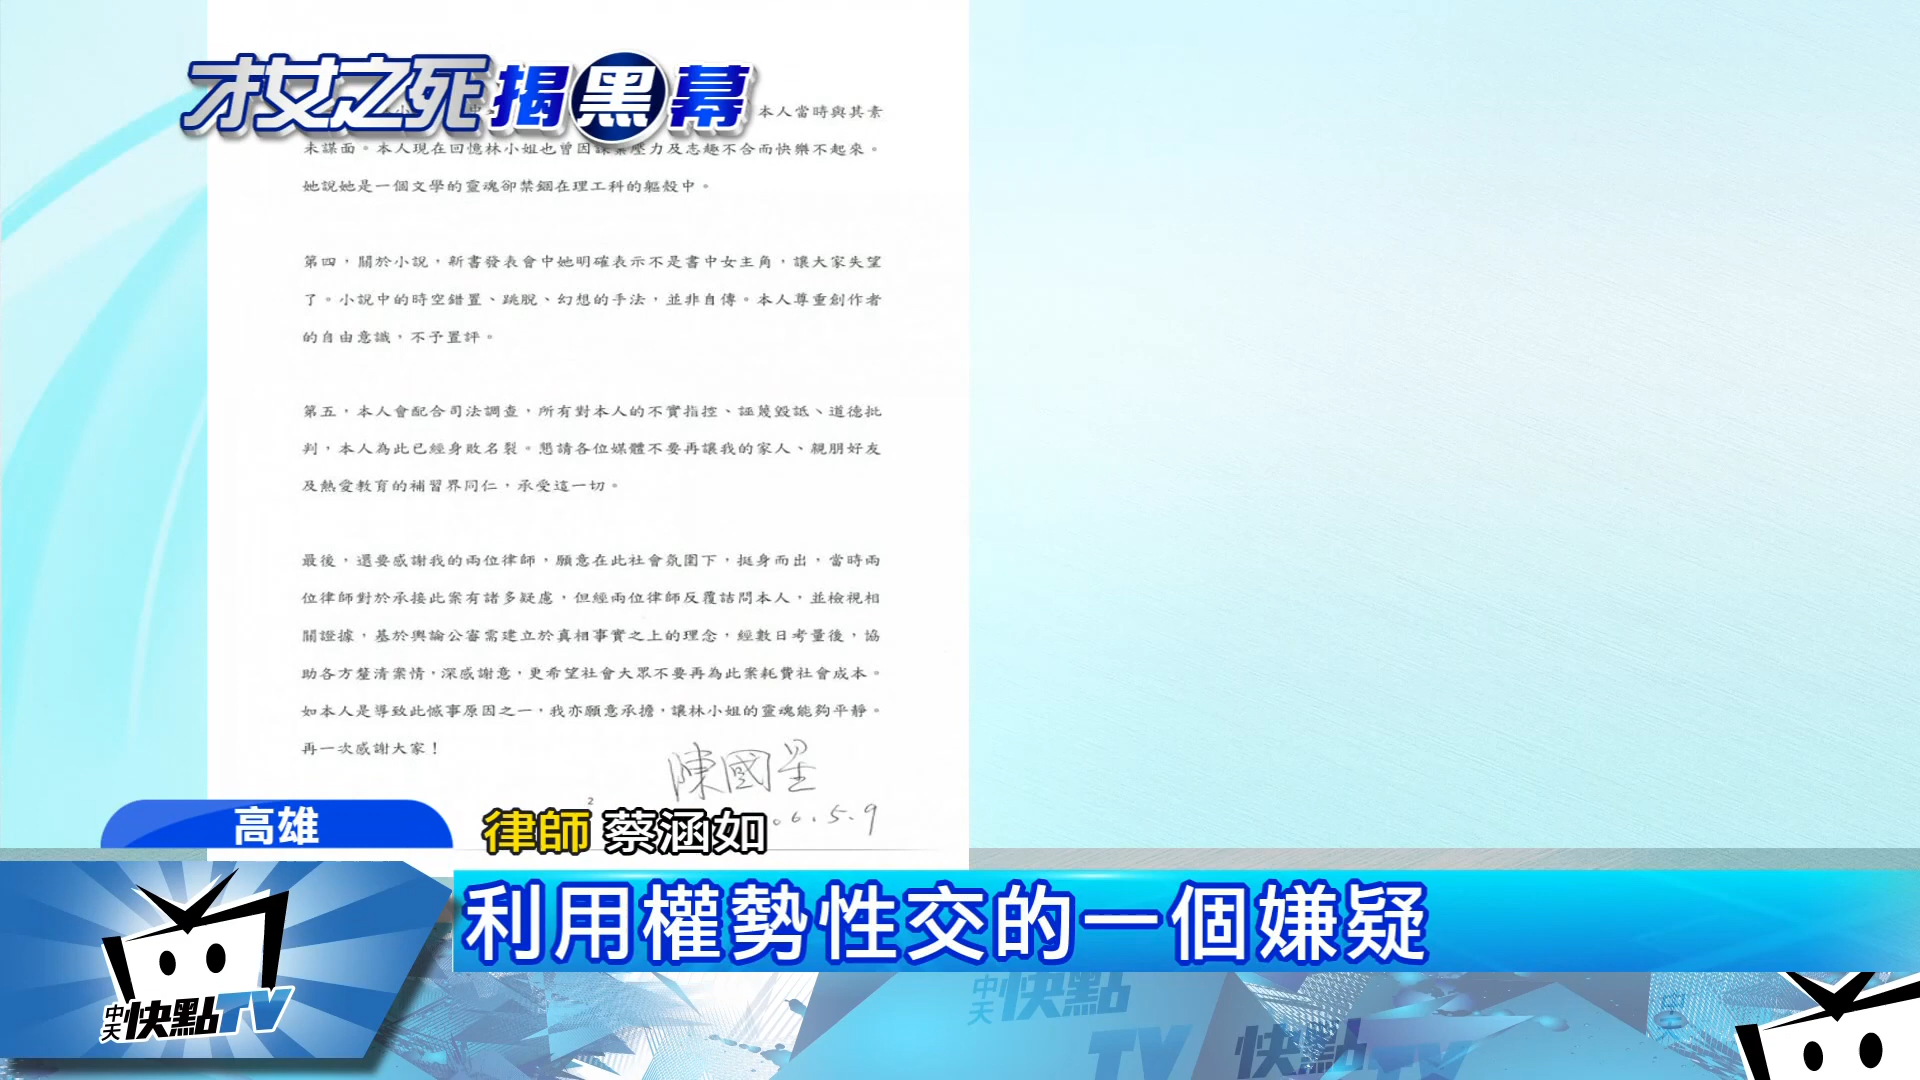 才女之死揭黑幕
本人當時與其素
未謀面。本人現在回憶林小姐也曾因課業壓力及志趣不合而快樂不起來。
她說她是一個文學的靈魂卻禁錮在理工科的軀殼中。
第四,關於小說,新書發表會中她明確表示不是書中女主角,讓大家失望
了。小說中的時空錯置、跳脫、幻想的手法,並非自傳。本人尊重創作者
的自由意識,不予置評。
第五,本人會配合司法調查,所有對本人的不實指控、誣蔑毀詆、道德批
判,本人為此已經身敗名裂。懇請各位媒體不要再讓我的家人、親朋好友
及熱愛教育的補習界同仁,承受這一切。
最後,還要感謝我的兩位律師,願意在此社會氛圍下,挺身而出,當時兩
位律師對於承接此案有諸多疑慮,但經兩位律師反覆詰問本人,並檢視相
關證據,基於輿論公審需建立於真相事實之上的理念,經數日考量後,協
助各方釐清案情,深感謝意,更希望社會大眾不要再為此案耗費社會成本。
如本人是導致此憾事原因之一,我亦願意承擔,讓林小姐的靈魂能夠平靜。
再一次感謝大家!
陳國星
2
6.5.9
高雄
律師 蔡涵如
利用權勢性交的一個嫌疑
中天快點TV
中天快點TV
快點TV